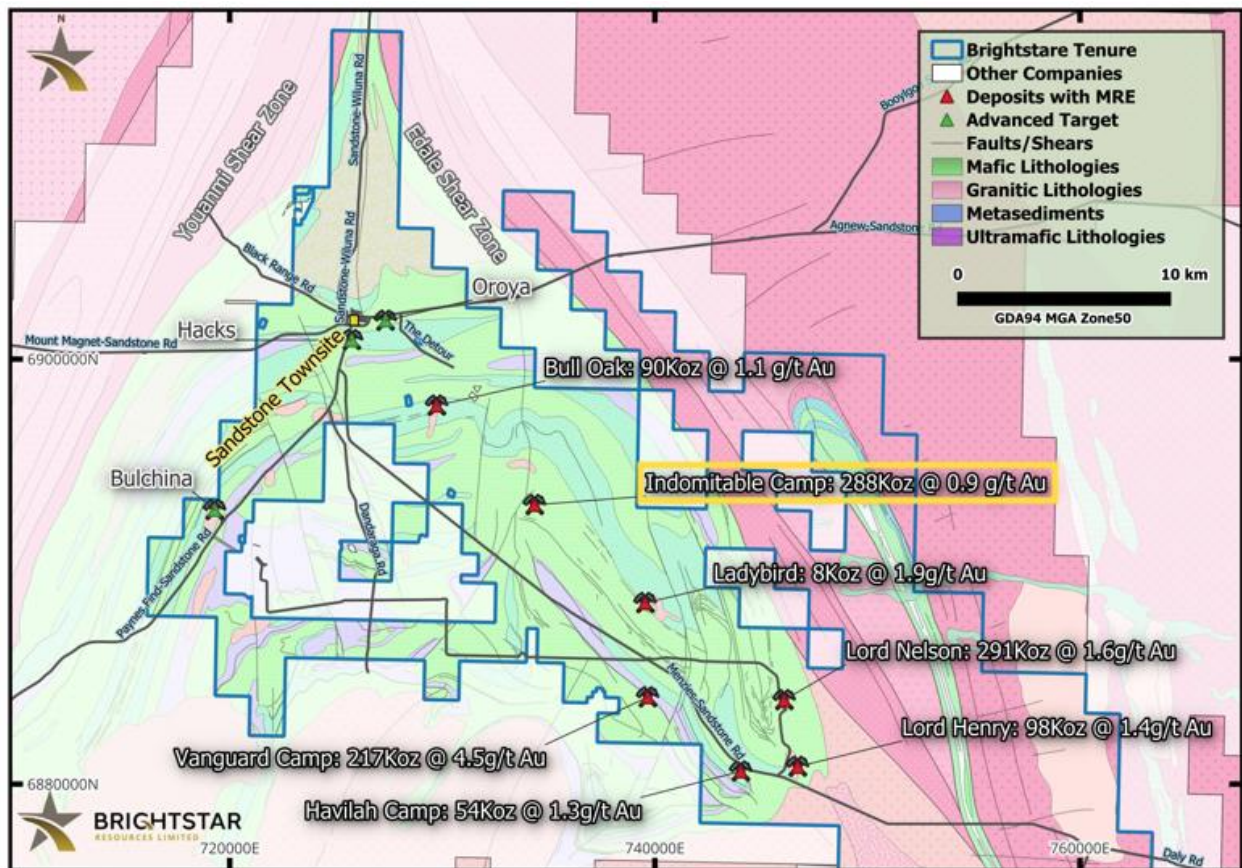 N
Brightstare Tenure
Other Companies
Deposits with MRE
Advanced Target
Faults/Shears
Mafic Lithologies
Granitic Lithologies
Metasediments
Ultramafic Lithologies
0 10 km
GDA94 MGA Zone50
Sandstone-Wiluna Rd
Youanmi Shear Zone
Edale Shear Zone
Sandstone-Wiluna Rd
Black Range Rd
Agnew-Sandstone
Oroya
Hacks
The Detour
Mount Magnet-Sandstone Rd
6900000N
Sandstone Townsite
Bull Oak: 90Koz @ 1.1 g/t Au
Bulchina
Indomitable Camp: 288Koz @ 0.9 g/t Au
Dandaraga Rd
Paynes Find-Sandstone Rd
Ladybird: 8Koz @ 1.9g/t Au
Lord Nelson: 291Koz @ 1.6g/t Au
Menzies-Sandstone Rd
Lord Henry: 98Koz @ 1.4g/t Au
Vanguard Camp: 217Koz @ 4.5g/t Au
6880000N
Havilah Camp: 54Koz @ 1.3g/t Au
BRIGHTSTAR
RESOURCES LIMITED
720000E
740000E
760000E
Daly Rd